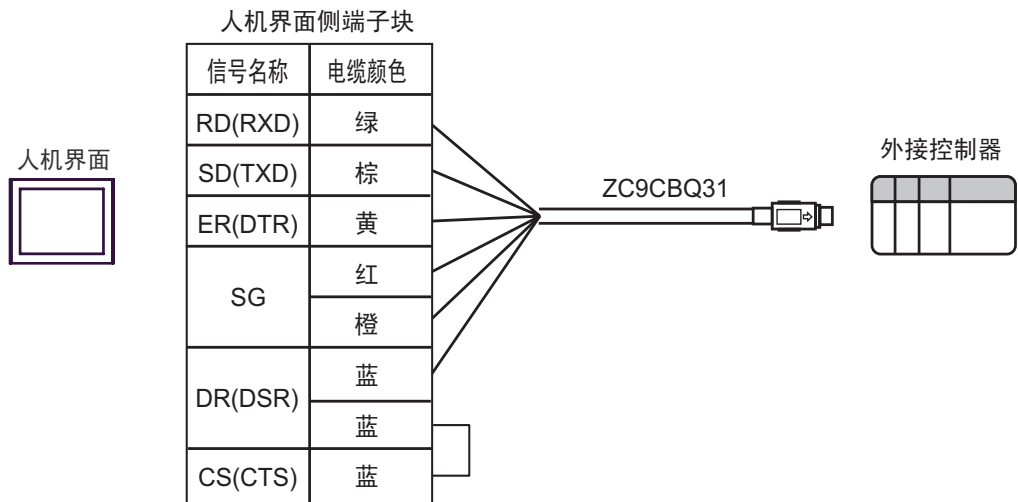 人机界面侧端子块
信号名称 电缆颜色
RD(RXD) 绿
SD(TXD) 棕
ER(DTR) 黄
SG 红
橙
DR(DSR) 蓝
蓝
CS(CTS) 蓝
人机界面
ZC9CBQ31
外接控制器